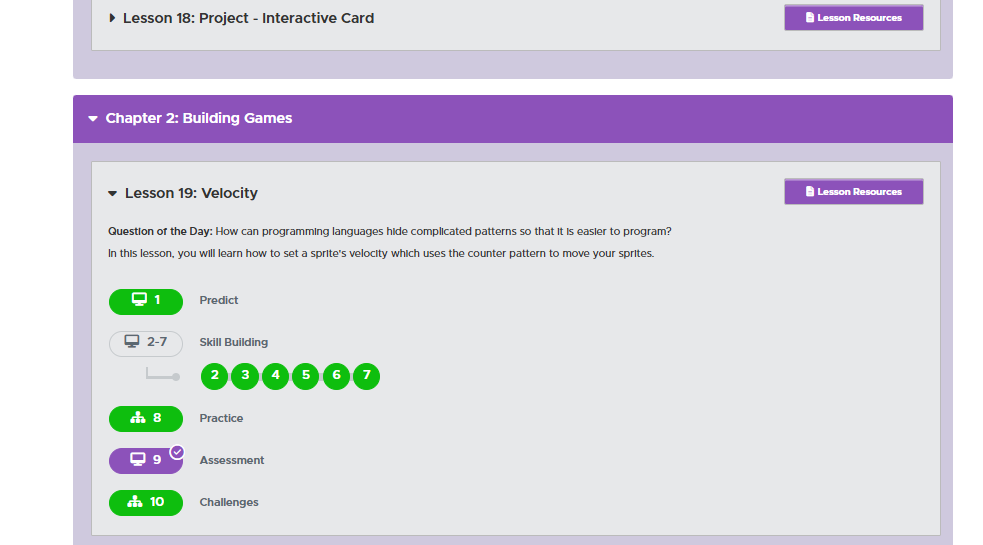 Lesson 18: Project - Interactive Card
Lesson Resources
Chapter 2: Building Games
Lesson 19: Velocity
Lesson Resources
Question of the Day: How can programming languages hide complicated patterns so that it is easier to program?
In this lesson, you will learn how to set a sprite's velocity which uses the counter pattern to move your sprites.
1 Predict
2-7 Skill Building
2 3 4 5 6 7
8 Practice
9 Assessment
10 Challenges